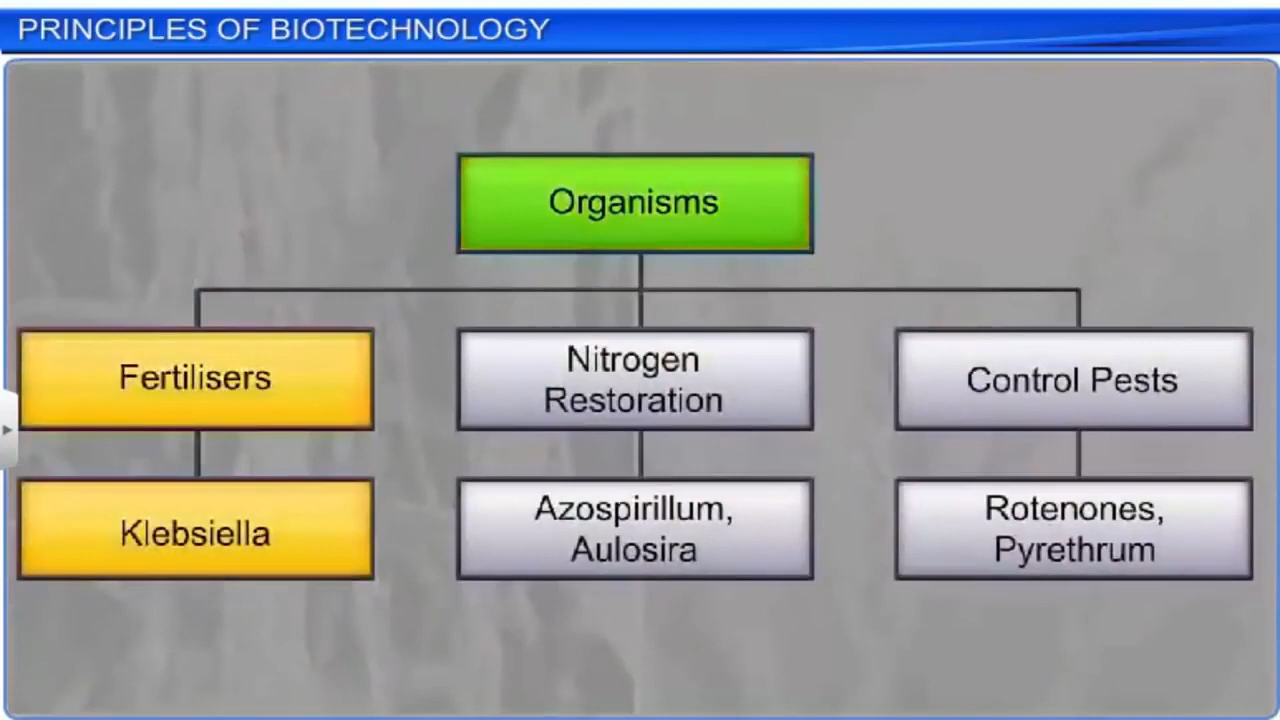 PRINCIPLES OF BIOTECHNOLOGY
Organisms
Fertilisers
Nitrogen
Restoration
Control Pests
Klebsiella
Azospirillum,
Aulosira
Rotenones,
Pyrethrum